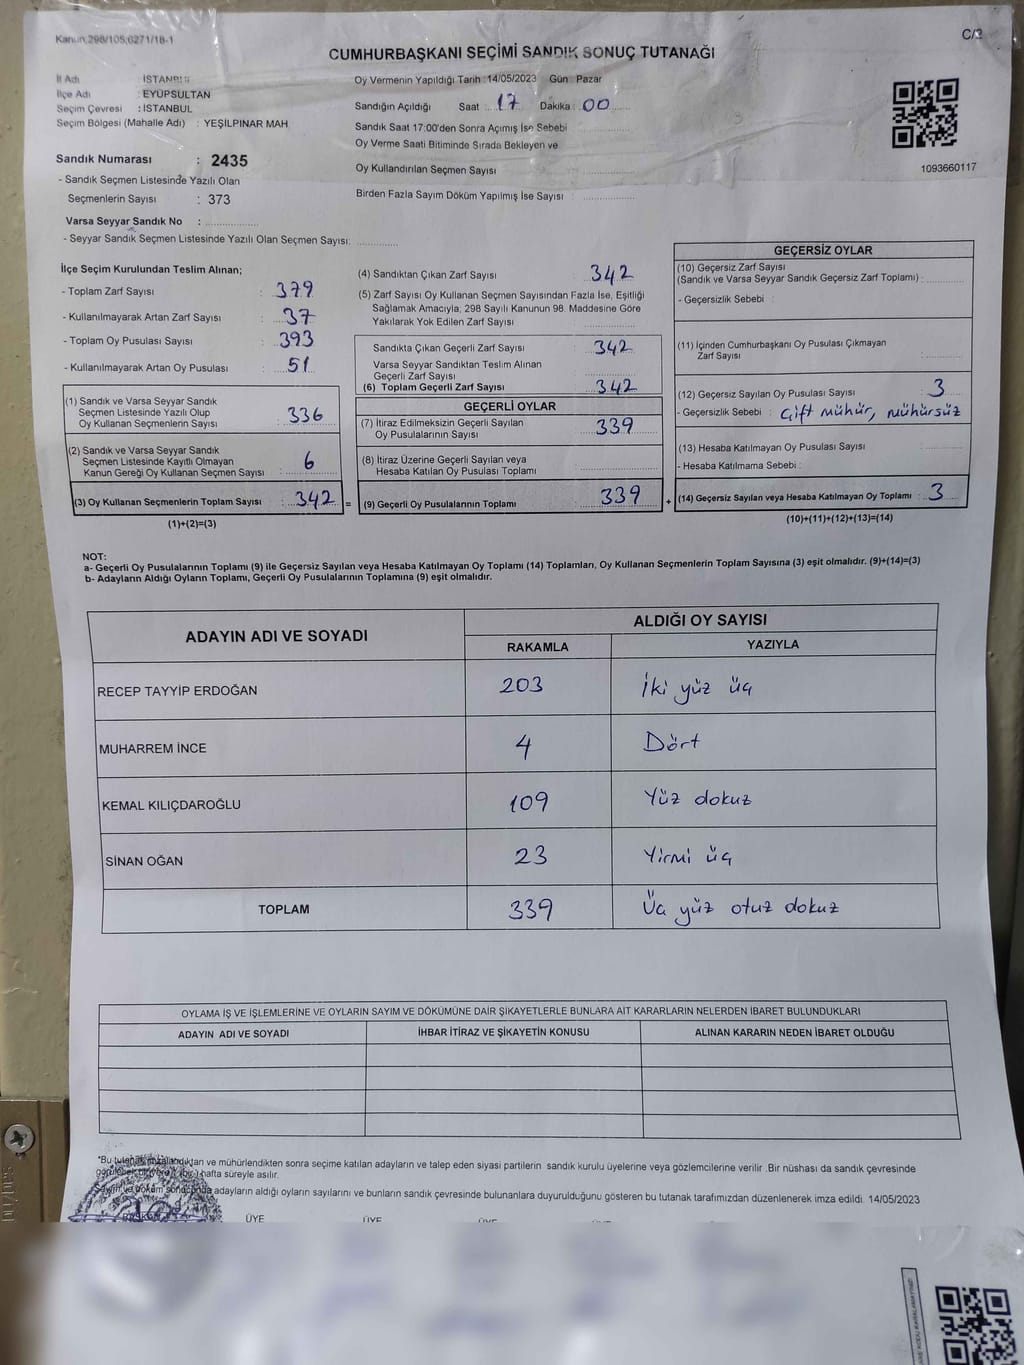 Kanun:298/105;6271/18-1
C/2
CUMHURBAŞKANI SEÇİMİ SANDIK SONUÇ TUTANAĞI
İl Adı : İSTANBUL
İlçe Adı : EYÜPSULTAN
Seçim Çevresi : İSTANBUL
Seçim Bölgesi (Mahalle Adı) : YEŞİLPINAR MAH
Oy Vermenin Yapıldığı Tarih :14/05/2023 Gün : Pazar
Sandığın Açıldığı Saat : 17 Dakika : 00
Sandık Saat 17:00'den Sonra Açımış İse Sebebi
Oy Verme Saati Bitiminde Sırada Bekleyen ve
Oy Kullandırılan Seçmen Sayısı
Birden Fazla Sayım Döküm Yapılmış İse Sayısı :
1093660117
Sandık Numarası : 2435
- Sandık Seçmen Listesinde Yazılı Olan
Seçmenlerin Sayısı : 373
Varsa Seyyar Sandık No :
- Seyyar Sandık Seçmen Listesinde Yazılı Olan Seçmen Sayısı:
İlçe Seçim Kurulundan Teslim Alınan;
- Toplam Zarf Sayısı : 379
- Kullanılmayarak Artan Zarf Sayısı : 37
- Toplam Oy Pusulası Sayısı : 393
- Kullanılmayarak Artan Oy Pusulası : 51
(1) Sandık ve Varsa Seyyar Sandık
Seçmen Listesinde Yazılı Olup
Oy Kullanan Seçmenlerin Sayısı : 336
(2) Sandık ve Varsa Seyyar Sandık
Seçmen Listesinde Kayıtlı Olmayan
Kanun Gereği Oy Kullanan Seçmen Sayısı : 6
(3) Oy Kullanan Seçmenlerin Toplam Sayısı : 342 =
(1)+(2)=(3)
(4) Sandıktan Çıkan Zarf Sayısı : 342
(5) Zarf Sayısı Oy Kullanan Seçmen Sayısından Fazla İse, Eşitliği
Sağlamak Amacıyla, 298 Sayılı Kanunun 98. Maddesine Göre
Yakılarak Yok Edilen Zarf Sayısı :
Sandıkta Çıkan Geçerli Zarf Sayısı : 342
Varsa Seyyar Sandıktan Teslim Alınan
Geçerli Zarf Sayısı
(6) Toplam Geçerli Zarf Sayısı : 342
GEÇERLİ OYLAR
(7) İtiraz Edilmeksizin Geçerli Sayılan
Oy Pusulalarının Sayısı : 339
(8) İtiraz Üzerine Geçerli Sayılan veya
Hesaba Katılan Oy Pusulası Toplamı :
(9) Geçerli Oy Pusulalarının Toplamı : 339 +
GEÇERSİZ OYLAR
(10) Geçersiz Zarf Sayısı
(Sandık ve Varsa Seyyar Sandık Geçersiz Zarf Toplamı) :
- Geçersizlik Sebebi :
(11) İçinden Cumhurbaşkanı Oy Pusulası Çıkmayan
Zarf Sayısı :
(12) Geçersiz Sayılan Oy Pusulası Sayısı : 3
- Geçersizlik Sebebi : Çift mühür, mühürsüz
(13) Hesaba Katılmayan Oy Pusulası Sayısı :
- Hesaba Katılmama Sebebi :
(14) Geçersiz Sayılan veya Hesaba Katılmayan Oy Toplamı : 3
(10)+(11)+(12)+(13)=(14)
NOT:
a- Geçerli Oy Pusulalarının Toplamı (9) ile Geçersiz Sayılan veya Hesaba Katılmayan Oy Toplamı (14) Toplamları, Oy Kullanan Seçmenlerin Toplam Sayısına (3) eşit olmalıdır. (9)+(14)=(3)
b- Adayların Aldığı Oyların Toplamı, Geçerli Oy Pusulalarının Toplamına (9) eşit olmalıdır.
ADAYIN ADI VE SOYADI
ALDIĞI OY SAYISI
RAKAMLA YAZIYLA
RECEP TAYYİP ERDOĞAN 203 İki yüz üç
MUHARREM İNCE 4 Dört
KEMAL KILIÇDAROĞLU 109 Yüz dokuz
SİNAN OĞAN 23 Yirmi üç
TOPLAM 339 Üç yüz otuz dokuz
OYLAMA İŞ VE İŞLEMLERİNE VE OYLARIN SAYIM VE DÖKÜMÜNE DAİR ŞİKAYETLERLE BUNLARA AİT KARARLARIN NELERDEN İBARET BULUNDUKLARI
ADAYIN ADI VE SOYADI İHBAR İTİRAZ VE ŞİKAYETİN KONUSU ALINAN KARARIN NEDEN İBARET OLDUĞU
*Bu tutanak imzalandıktan ve mühürlendikten sonra seçime katılan adayların ve talep eden siyasi partilerin sandık kurulu üyelerine veya gözlemcilerine verilir .Bir nüshası da sandık çevresinde
hafta süreyle asılır.
adayların aldığı oyların sayılarını ve bunların sandık çevresinde bulunanlara duyurulduğunu gösteren bu tutanak tarafımızdan düzenlenerek imza edildi. 14/05/2023
ÜYE ÜYE ÜYE